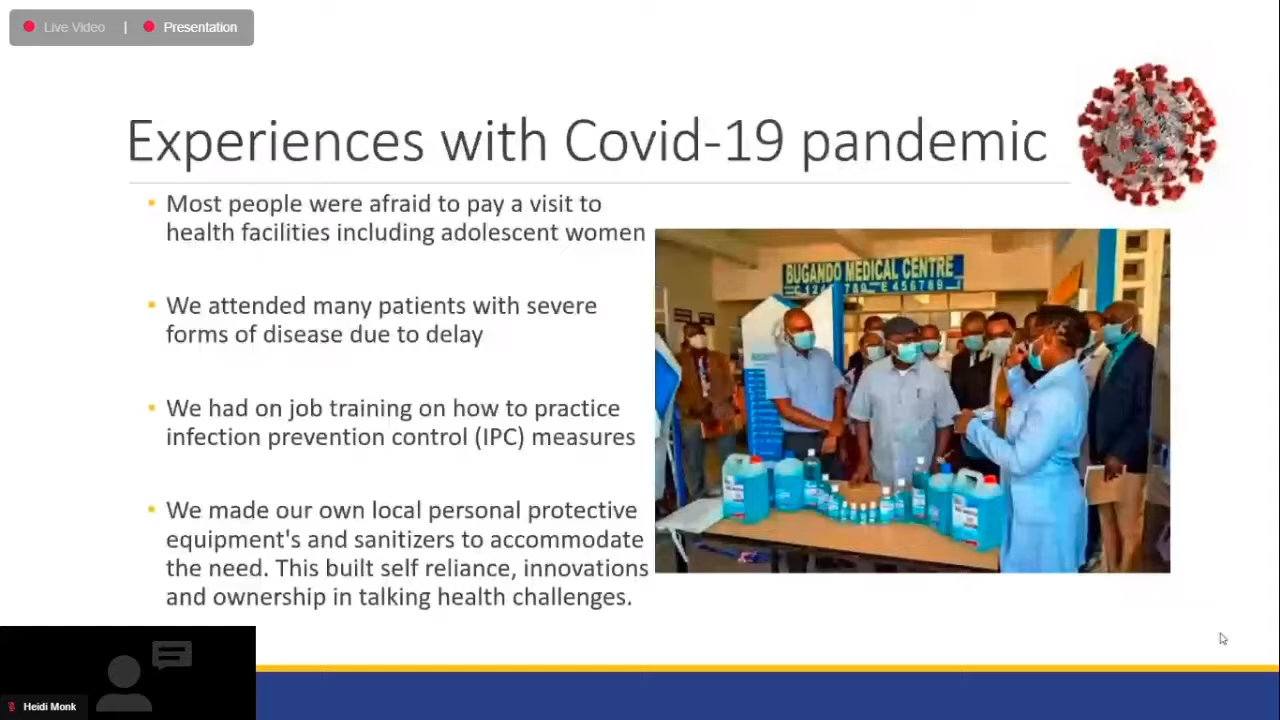 Live Video | Presentation
Experiences with Covid-19 pandemic
Most people were afraid to pay a visit to
health facilities including adolescent women
We attended many patients with severe
forms of disease due to delay
We had on job training on how to practice
infection prevention control (IPC) measures
We made our own local personal protective
equipment's and sanitizers to accommodate
the need. This built self reliance, innovations
and ownership in talking health challenges.
BUGANDO MEDICAL CENTRE
Heidi Monk